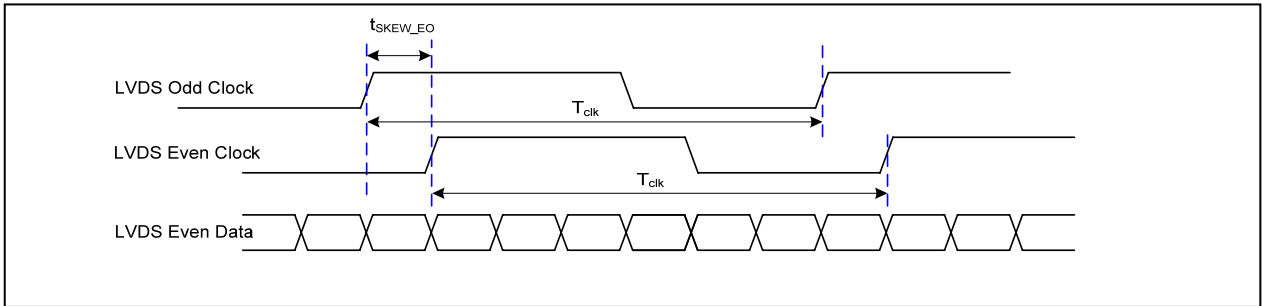 tSKEW_EO
LVDS Odd Clock
Tclk
LVDS Even Clock
Tclk
LVDS Even Data